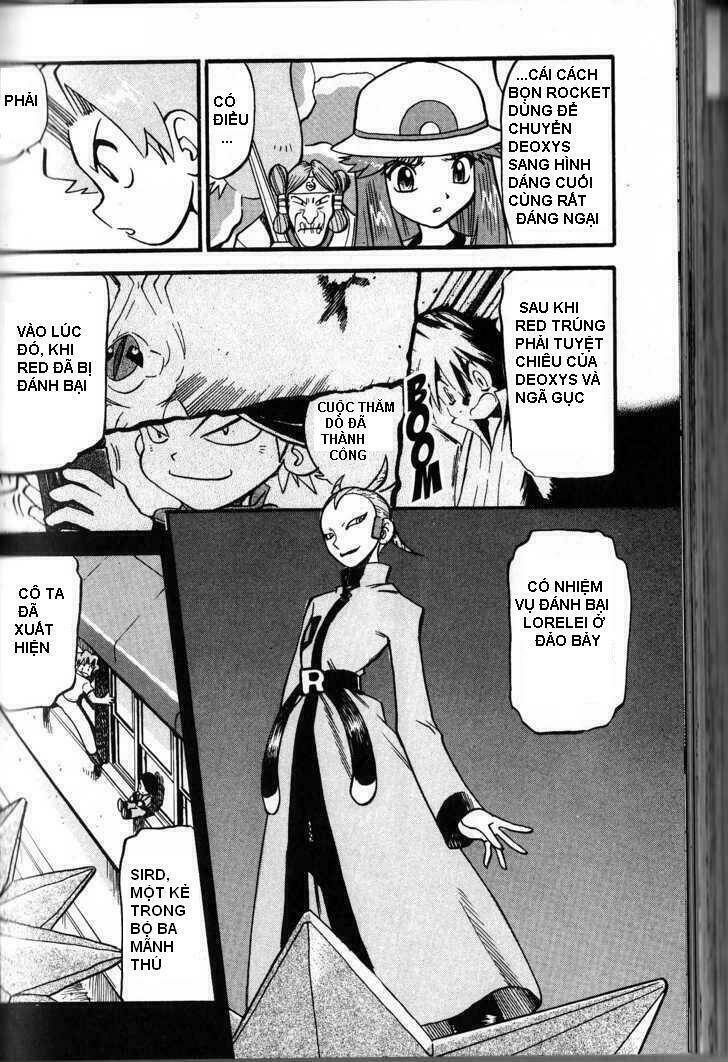 ...CÁI CÁCH
BỌN ROCKET
DÙNG ĐỂ
CHUYỂN
DEOXYS
SANG HÌNH
DÁNG CUỐI
CÙNG RẤT
ĐÁNG NGẠI
CÓ
ĐIỀU
...
PHẢI
SAU KHI
RED TRÚNG
PHẢI TUYỆT
CHIÊU CỦA
DEOXYS VÀ
NGÃ GỤC
BOOM
VÀO LÚC
ĐÓ, KHI
RED ĐÃ BỊ
ĐÁNH BẠI
CUỘC THĂM
DÒ ĐÃ
THÀNH
CÔNG
CÓ NHIỆM
VỤ ĐÁNH BẠI
LORELEI Ở
ĐẢO BẢY
R
CÔ TA
ĐÃ
XUẤT
HIỆN
SIRD,
MỘT KẺ
TRONG
BỘ BA
MÃNH
THÚ